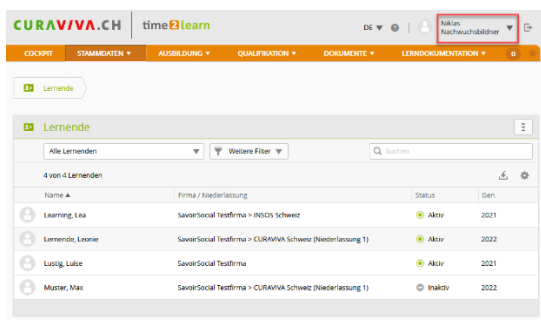 CURAVIVA.CH time2learn DE Niklas
Nachwuchsbildner
COCKPIT STAMMDATEN AUSBILDUNG QUALIFIKATION DOKUMENTE LERNDOKUMENTATION 0
Lernende
Lernende
Alle Lernenden Weitere Filter Suchen
4 von 4 Lernenden
Name Firma / Niederlassung Status Gen.
Learning, Lea SavoirSocial Testfirma > INSOS Schweiz Aktiv 2021
Lernende, Leonie SavoirSocial Testfirma > CURAVIVA Schweiz (Niederlassung 1) Aktiv 2022
Lustig, Luise SavoirSocial Testfirma Aktiv 2021
Muster, Max SavoirSocial Testfirma > CURAVIVA Schweiz (Niederlassung 1) Inaktiv 2022